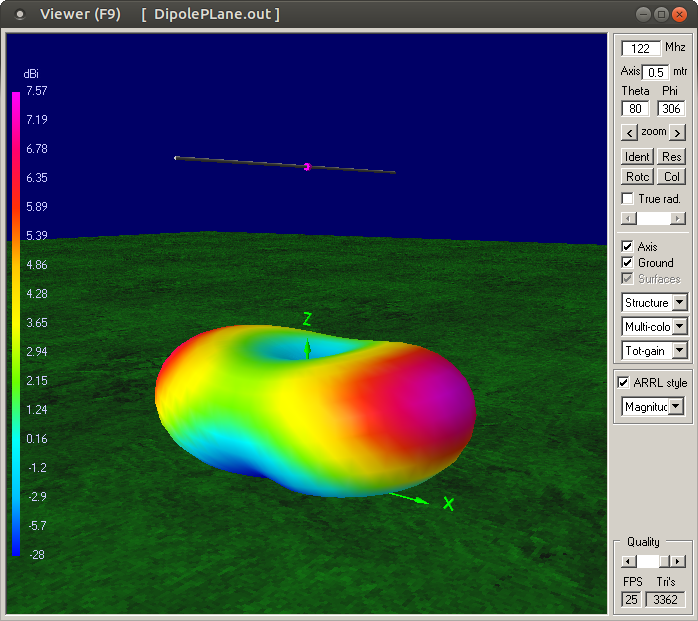 Viewer (F9) [ DipolePLane.out ]
dBi
7.57
7.19
6.78
6.35
5.89
5.39
4.86
4.28
3.65
2.94
2.15
1.24
0.16
-1.2
-2.9
-5.7
-28
Z
X
122 Mhz
Axis 0.5 mtr
Theta Phi
80 306
< zoom >
Ident Res
Rotc Col
True rad.
Axis
Ground
Surfaces
Structure
Multi-colo
Tot-gain
ARRL style
Magnituc
Quality
FPS Tri's
25 3362